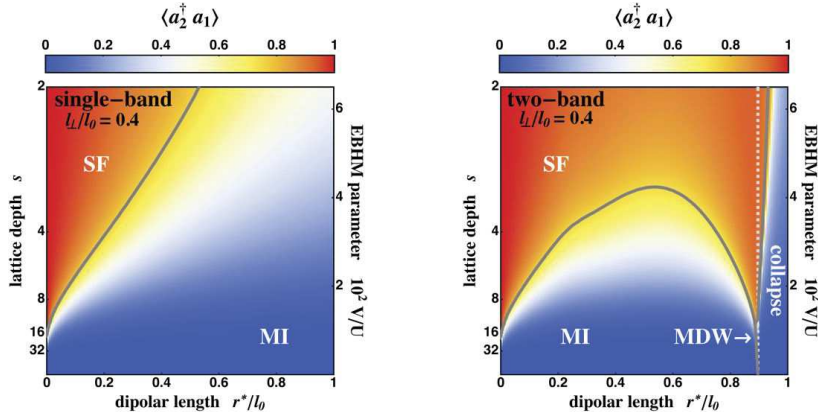 ⟨a₂† a₁⟩
0 0.2 0.4 0.6 0.8 1
single−band
l⊥/l₀ = 0.4
SF
MI
2
4
8
16
32
lattice depth s
6
4
2
EBHM parameter 10² V/U
0 0.2 0.4 0.6 0.8 1
dipolar length r*/l₀
⟨a₂† a₁⟩
0 0.2 0.4 0.6 0.8 1
two−band
l⊥/l₀ = 0.4
SF
MI
MDW→
collapse
2
4
8
16
32
lattice depth s
6
4
2
EBHM parameter 10² V/U
0 0.2 0.4 0.6 0.8 1
dipolar length r*/l₀